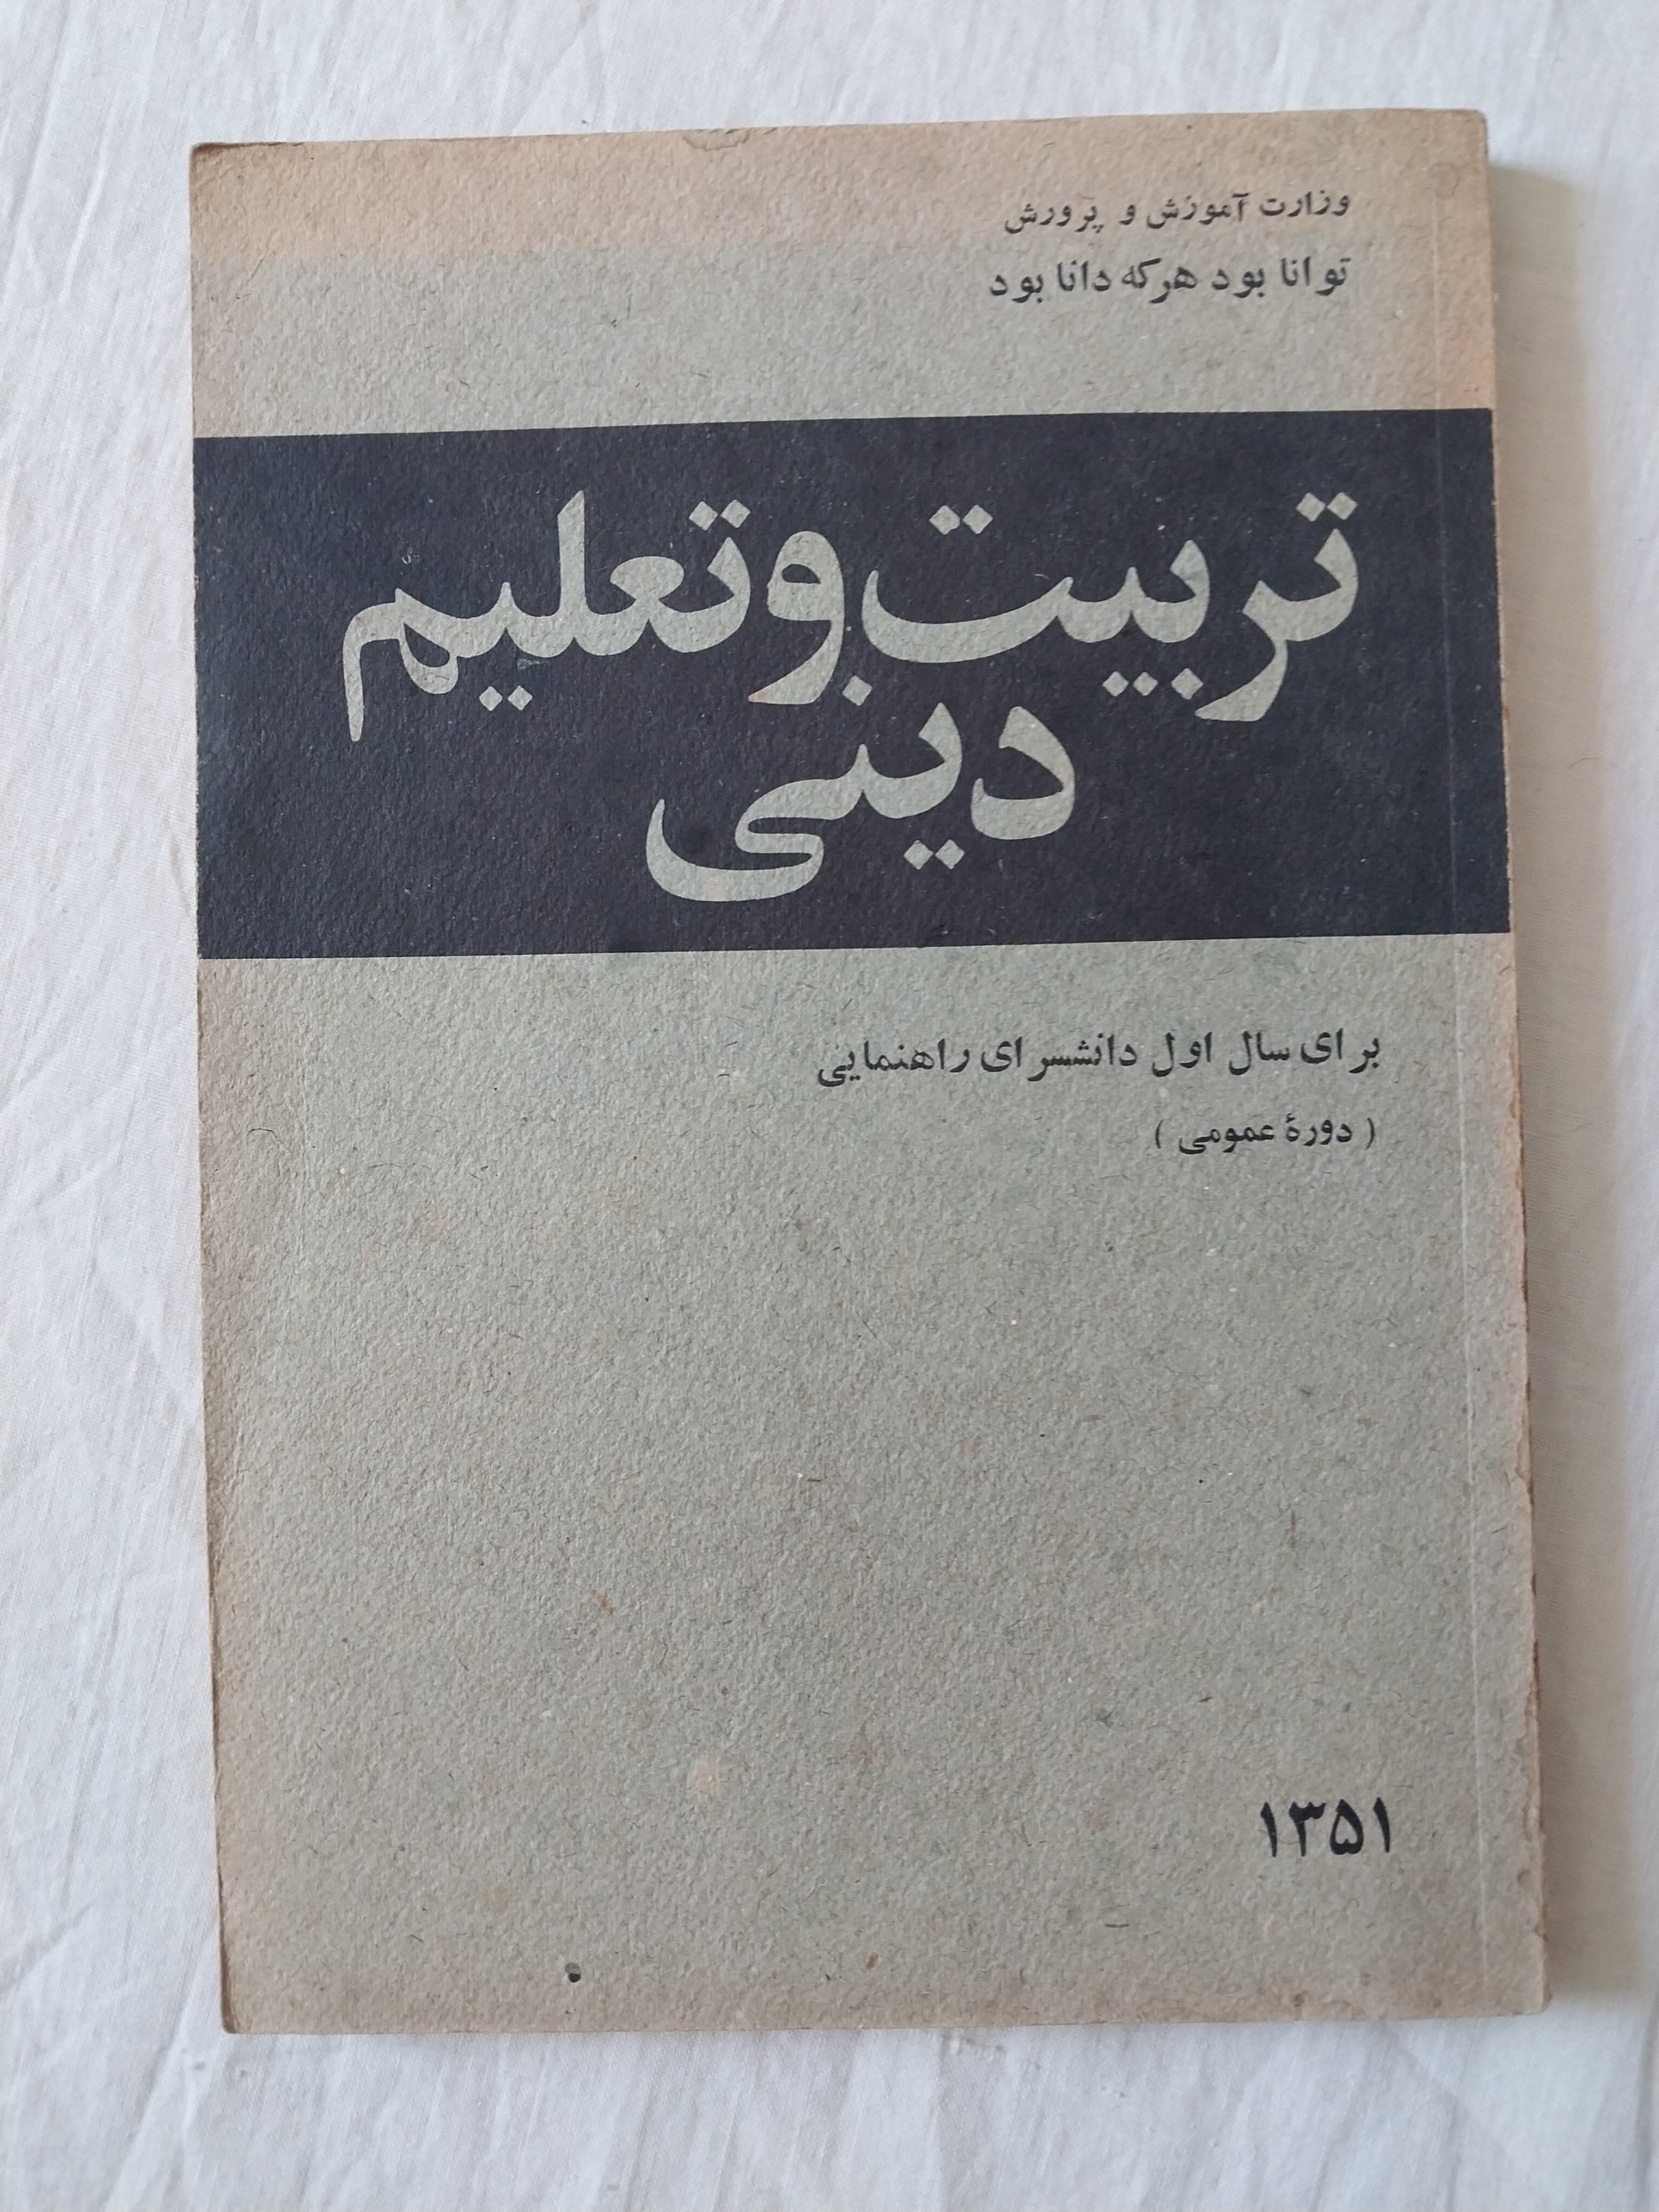 وزارت آموزش و پرورش
توانا بود هرکه دانا بود
تربیت و تعلیم
دینی
برای سال اول دانشسرای راهنمایی
( دورهٔ عمومی )
۱۳۵۱